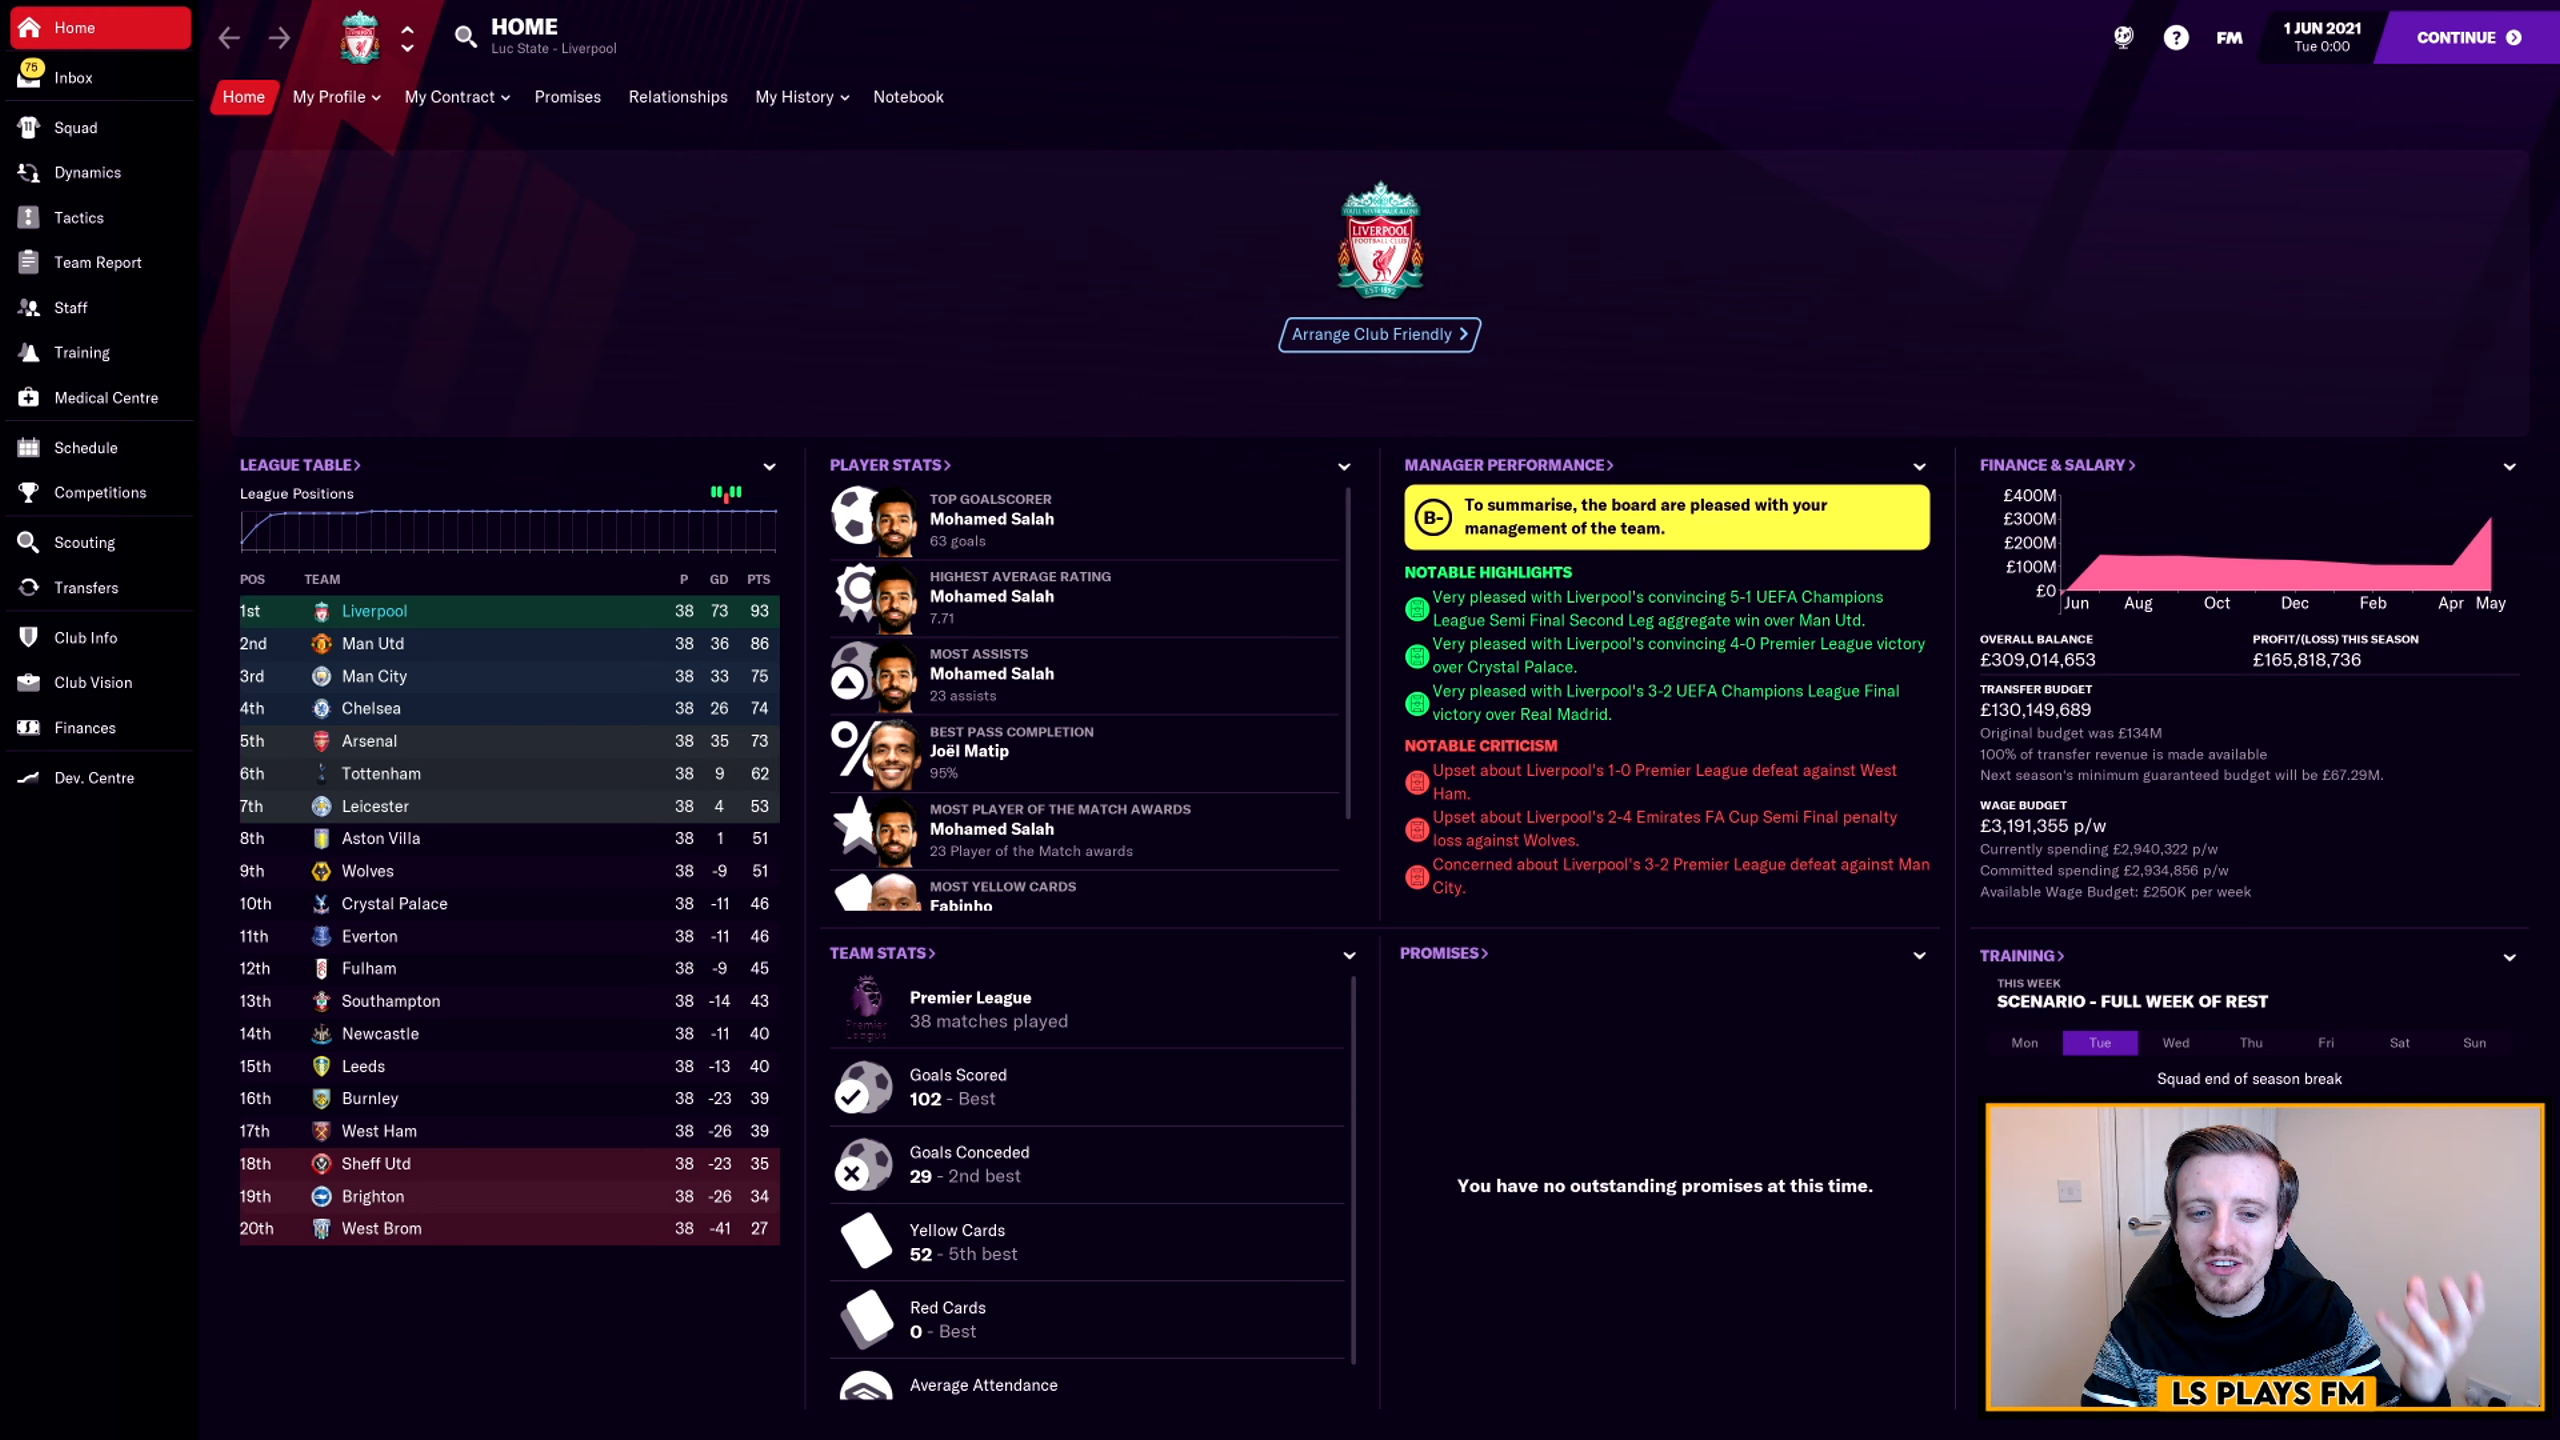 Home
75
Inbox
Squad
Dynamics
Tactics
Team Report
Staff
Training
Medical Centre
Schedule
Competitions
Scouting
Transfers
Club Info
Club Vision
Finances
Dev. Centre
HOME
Luc State - Liverpool
FM
1 JUN 2021
Tue 0:00
CONTINUE
Home
My Profile
My Contract
Promises
Relationships
My History
Notebook
YOU'LL NEVER WALK ALONE
LIVERPOOL
FOOTBALL CLUB
EST·1892
Arrange Club Friendly
LEAGUE TABLE
League Positions
POS TEAM P GD PTS
1st Liverpool 38 73 93
2nd Man Utd 38 36 86
3rd Man City 38 33 75
4th Chelsea 38 26 74
5th Arsenal 38 35 73
6th Tottenham 38 9 62
7th Leicester 38 4 53
8th Aston Villa 38 1 51
9th Wolves 38 -9 51
10th Crystal Palace 38 -11 46
11th Everton 38 -11 46
12th Fulham 38 -9 45
13th Southampton 38 -14 43
14th Newcastle 38 -11 40
15th Leeds 38 -13 40
16th Burnley 38 -23 39
17th West Ham 38 -26 39
18th Sheff Utd 38 -23 35
19th Brighton 38 -26 34
20th West Brom 38 -41 27
PLAYER STATS
TOP GOALSCORER
Mohamed Salah
63 goals
HIGHEST AVERAGE RATING
Mohamed Salah
7.71
MOST ASSISTS
Mohamed Salah
23 assists
BEST PASS COMPLETION
Joël Matip
95%
MOST PLAYER OF THE MATCH AWARDS
Mohamed Salah
23 Player of the Match awards
MOST YELLOW CARDS
Fabinho
TEAM STATS
Premier League
Premier League
38 matches played
Goals Scored
102 - Best
Goals Conceded
29 - 2nd best
Yellow Cards
52 - 5th best
Red Cards
0 - Best
Average Attendance
MANAGER PERFORMANCE
B-
To summarise, the board are pleased with your
management of the team.
NOTABLE HIGHLIGHTS
Very pleased with Liverpool's convincing 5-1 UEFA Champions
League Semi Final Second Leg aggregate win over Man Utd.
Very pleased with Liverpool's convincing 4-0 Premier League victory
over Crystal Palace.
Very pleased with Liverpool's 3-2 UEFA Champions League Final
victory over Real Madrid.
NOTABLE CRITICISM
Upset about Liverpool's 1-0 Premier League defeat against West
Ham.
Upset about Liverpool's 2-4 Emirates FA Cup Semi Final penalty
loss against Wolves.
Concerned about Liverpool's 3-2 Premier League defeat against Man
City.
PROMISES
You have no outstanding promises at this time.
FINANCE & SALARY
£400M
£300M
£200M
£100M
£0
Jun Aug Oct Dec Feb Apr May
OVERALL BALANCE
£309,014,653
PROFIT/(LOSS) THIS SEASON
£165,818,736
TRANSFER BUDGET
£130,149,689
Original budget was £134M
100% of transfer revenue is made available
Next season's minimum guaranteed budget will be £67.29M.
WAGE BUDGET
£3,191,355 p/w
Currently spending £2,940,322 p/w
Committed spending £2,934,856 p/w
Available Wage Budget: £250K per week
TRAINING
THIS WEEK
SCENARIO - FULL WEEK OF REST
Mon Tue Wed Thu Fri Sat Sun
Squad end of season break
LS PLAYS FM